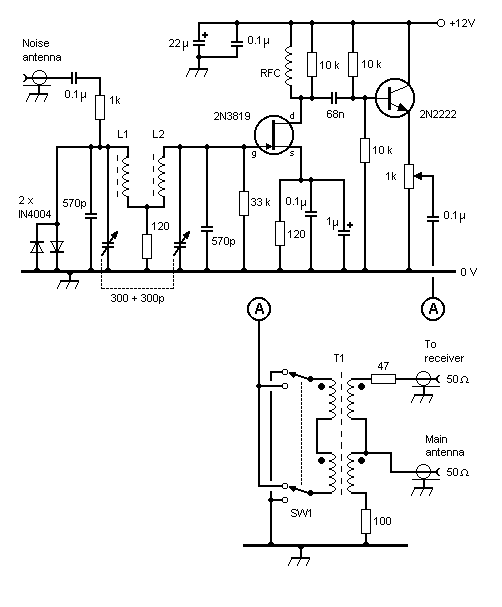 +12V
Noise
antenna
22µ
+
0.1µ
RFC
10 k
10 k
0.1µ
1k
2N3819
d
g
s
68n
2N2222
L1
L2
10 k
1k
2 x
IN4004
570p
120
570p
33 k
0.1µ
120
1µ
+
0.1µ
0 V
300 + 300p
A
A
T1
47
To
receiver
50Ω
Main
antenna
50Ω
SW1
100